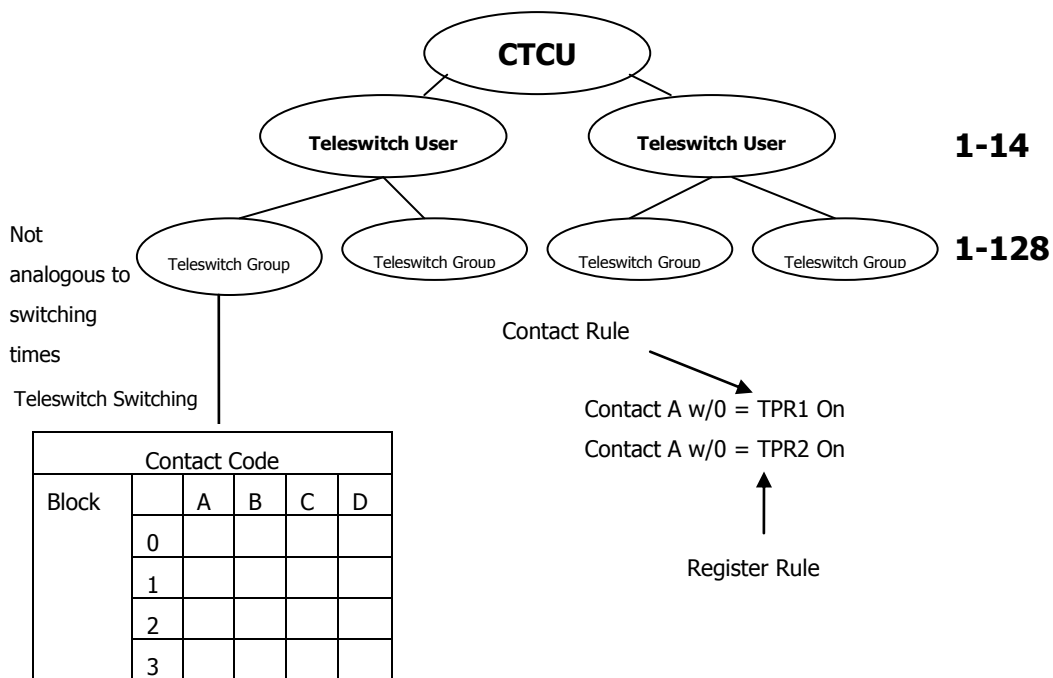 CTCU
Teleswitch User
Teleswitch User
1-14
Teleswitch Group
Teleswitch Group
Teleswitch Group
Teleswitch Group
1-128
Not
analogous to
switching
times
Teleswitch Switching
Contact Rule
Contact A w/0 = TPR1 On
Contact A w/0 = TPR2 On
Register Rule
Contact Code
Block A B C D
0
1
2
3